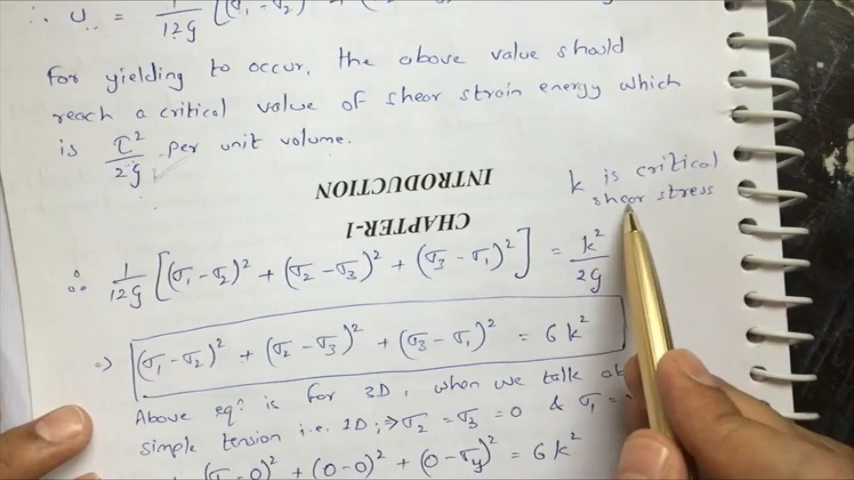 ∴ U = 1/12G [(σ₁ - σ₂)² + (σ
For yielding to occur, the above value should
reach a critical value of shear strain energy which
is τ²/2G per unit volume.
INTRODUCTION
CHAPTER-I
k is critical
shear stress
∴ 1/12G [(σ₁ - σ₂)² + (σ₂ - σ₃)² + (σ₃ - σ₁)²] = k²/2G
⇒ (σ₁ - σ₂)² + (σ₂ - σ₃)² + (σ₃ - σ₁)² = 6k²
Above eqⁿ is for 3D, when we talk
simple tension i.e. 1D; ⇒ σ₂ = σ₃ = 0 & σ₁ =
-0)² + (0-0)² + (0-σy)² = 6k²